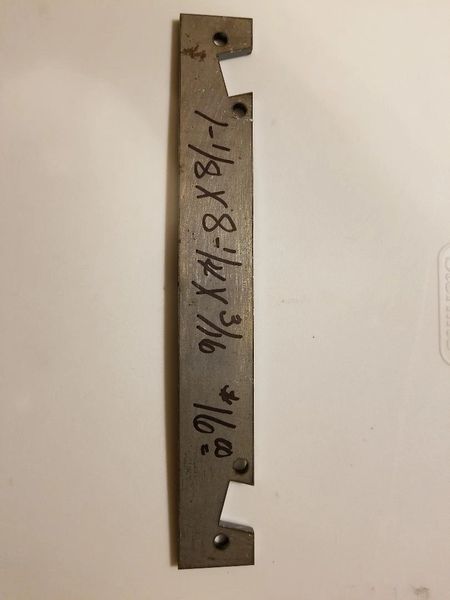 1-1/8 X 8-1/4 X 3/16 *16 00